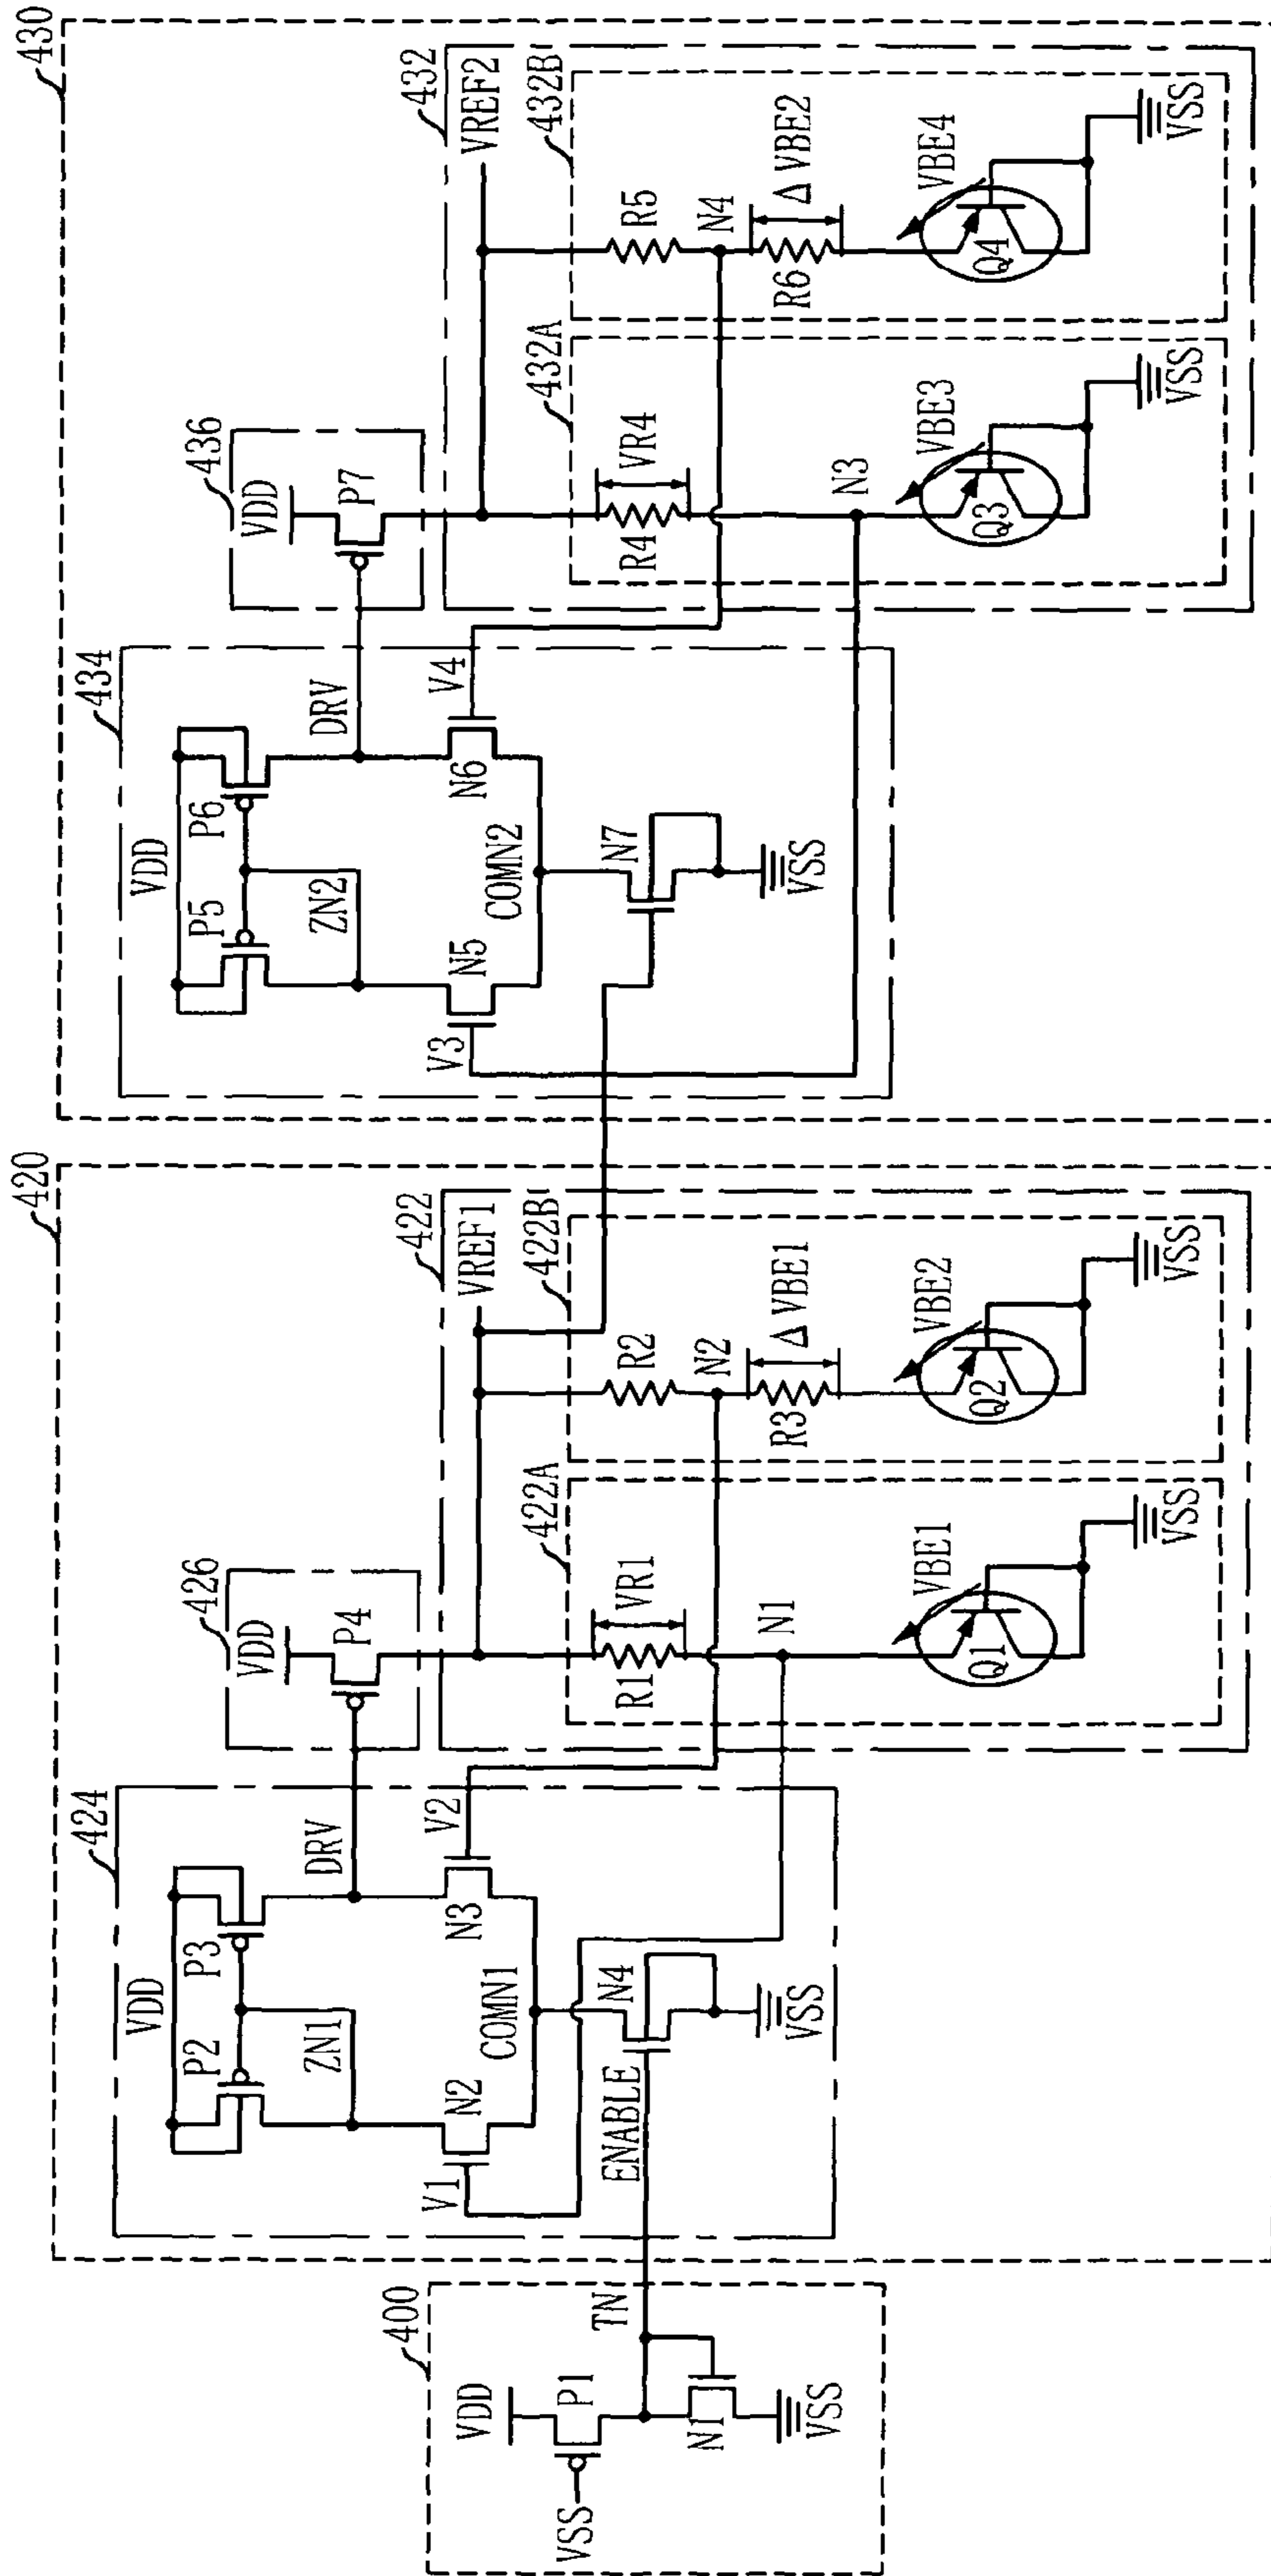 400
VDD
P1
VSS
TN
N1
VSS
420
424
VDD
P2
P3
ZN1
DRV
N2
N3
V1
V2
COMN1
ENABLE
N4
VSS
426
VDD
P4
422
VREF1
422A
422B
VR1
R1
R2
N1
N2
R3
Δ VBE1
VBE1
Q1
VBE2
Q2
VSS
VSS
430
434
VDD
P5
P6
ZN2
DRV
N5
N6
V3
V4
COMN2
N7
VSS
436
VDD
P7
432
VREF2
432A
432B
VR4
R4
R5
N3
N4
R6
Δ VBE2
VBE3
Q3
VBE4
Q4
VSS
VSS